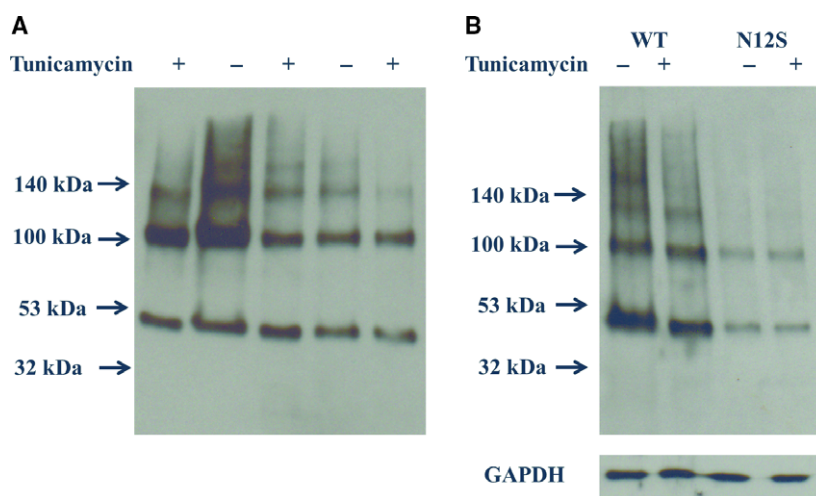 A
Tunicamycin + – + – +
140 kDa
100 kDa
53 kDa
32 kDa
B
WT N12S
Tunicamycin – + – +
140 kDa
100 kDa
53 kDa
32 kDa
GAPDH